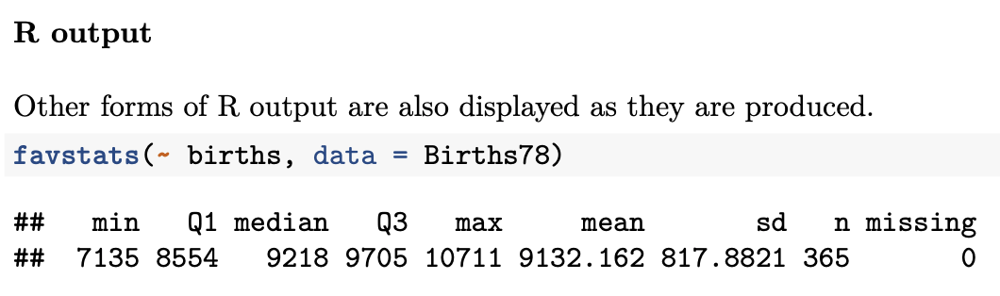 R output
Other forms of R output are also displayed as they are produced.
favstats(~ births, data = Births78)
##   min   Q1 median   Q3   max     mean       sd   n missing
##  7135 8554   9218 9705 10711 9132.162 817.8821 365       0